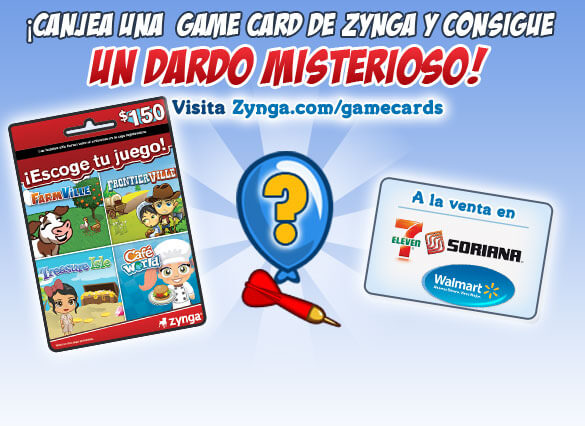 ¡CANJEA UNA GAME CARD DE ZYNGA Y CONSIGUE
UN DARDO MISTERIOSO!
Visita Zynga.com/gamecards
$150
¡Escoge tu juego!
FARMVILLE
FRONTIERVILLE
Treasure Isle
Café World
zynga
?
A la venta en
7
ELEVEN
SORIANA
Walmart